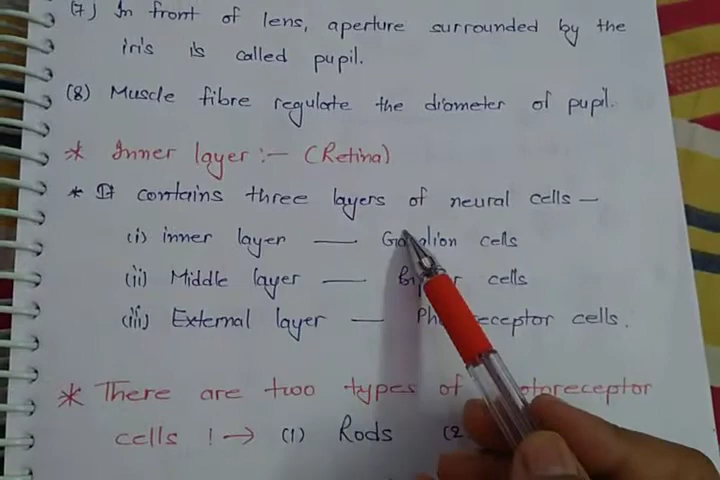 (7) In front of lens, aperture surrounded by the
iris is called pupil.
(8) Muscle fibre regulate the diameter of pupil.
* Inner layer :- (Retina)
* It contains three layers of neural cells –
(i) inner layer — cells
(ii) Middle layer — cells
(iii) External layer — cells.
* There are two types of
cells ! → (1) Rods (2